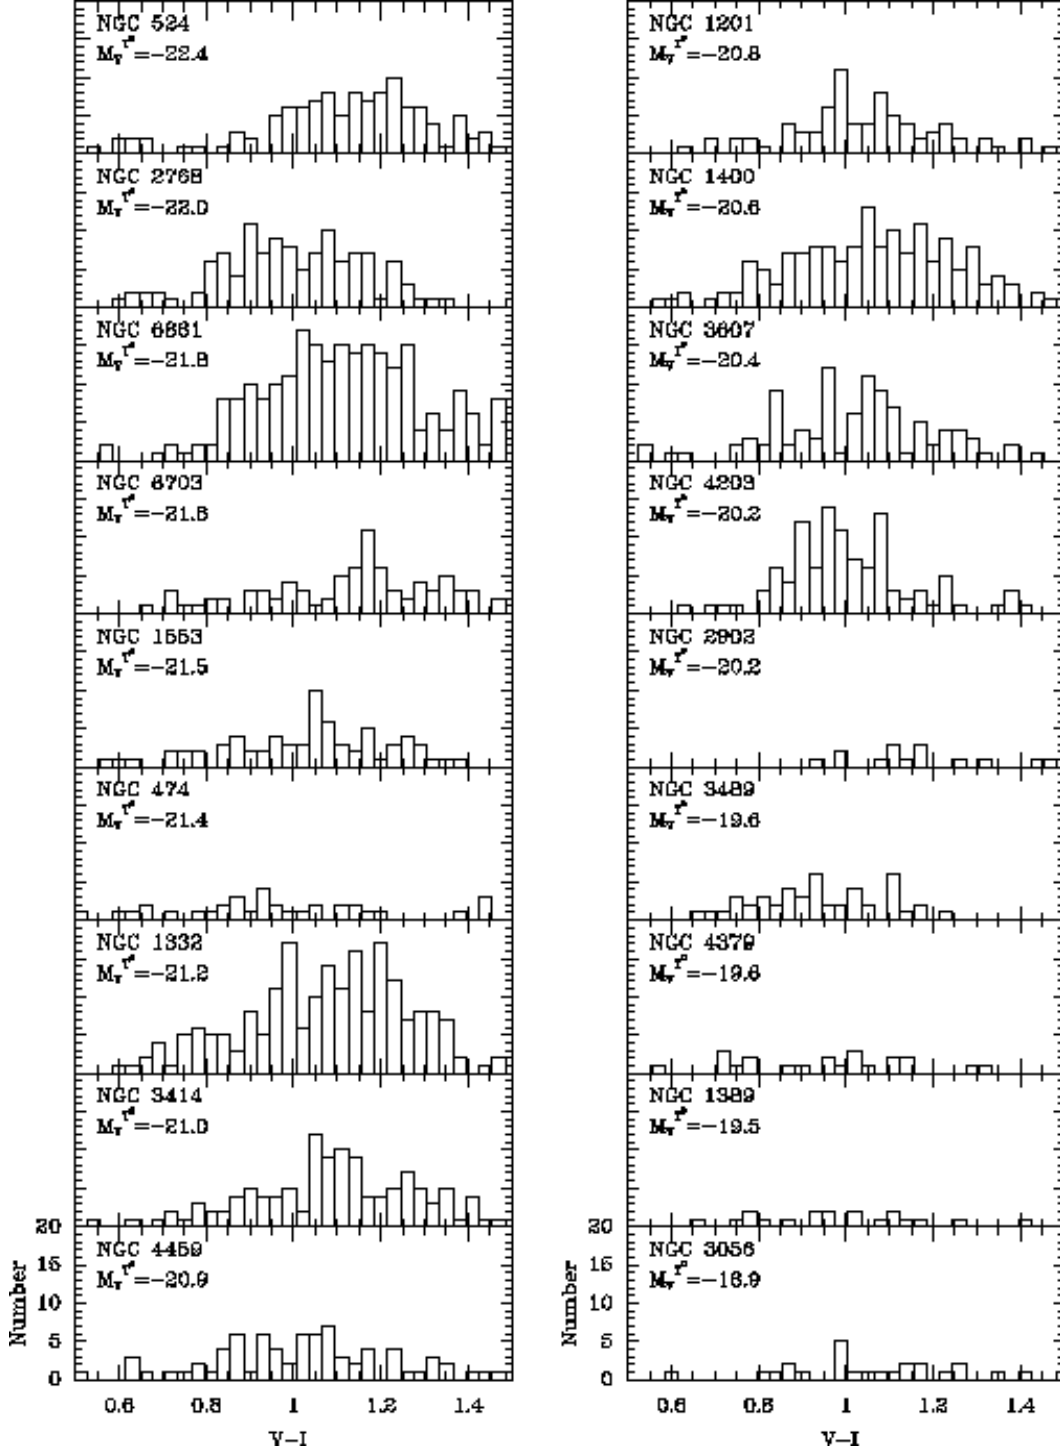 NGC 524
M_V^{T°}=−22.4
NGC 2768
M_V^{T°}=−22.0
NGC 6861
M_V^{T°}=−21.8
NGC 6703
M_V^{T°}=−21.6
NGC 1553
M_V^{T°}=−21.5
NGC 474
M_V^{T°}=−21.4
NGC 1332
M_V^{T°}=−21.2
NGC 3414
M_V^{T°}=−21.0
NGC 4459
M_V^{T°}=−20.9
20
15
10
5
0
Number
0.6 0.8 1 1.2 1.4
V−I
NGC 1201
M_V^{T°}=−20.8
NGC 1400
M_V^{T°}=−20.6
NGC 3607
M_V^{T°}=−20.4
NGC 4203
M_V^{T°}=−20.2
NGC 2902
M_V^{T°}=−20.2
NGC 3489
M_V^{T°}=−19.6
NGC 4379
M_V^{T°}=−19.6
NGC 1389
M_V^{T°}=−19.5
NGC 3056
M_V^{T°}=−18.9
20
15
10
5
0
Number
0.6 0.8 1 1.2 1.4
V−I